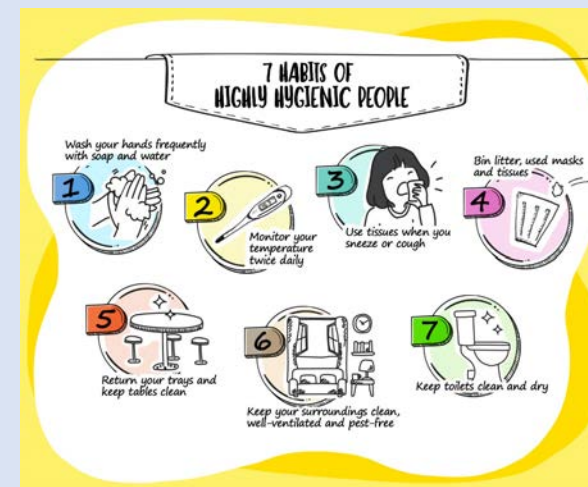 7 HABITS OF
HIGHLY HYGIENIC PEOPLE
1
Wash your hands frequently
with soap and water
2
Monitor your
temperature
twice daily
3
Use tissues when you
sneeze or cough
4
Bin litter, used masks
and tissues
5
Return your trays and
keep tables clean
6
Keep your surroundings clean,
well-ventilated and pest-free
7
Keep toilets clean and dry